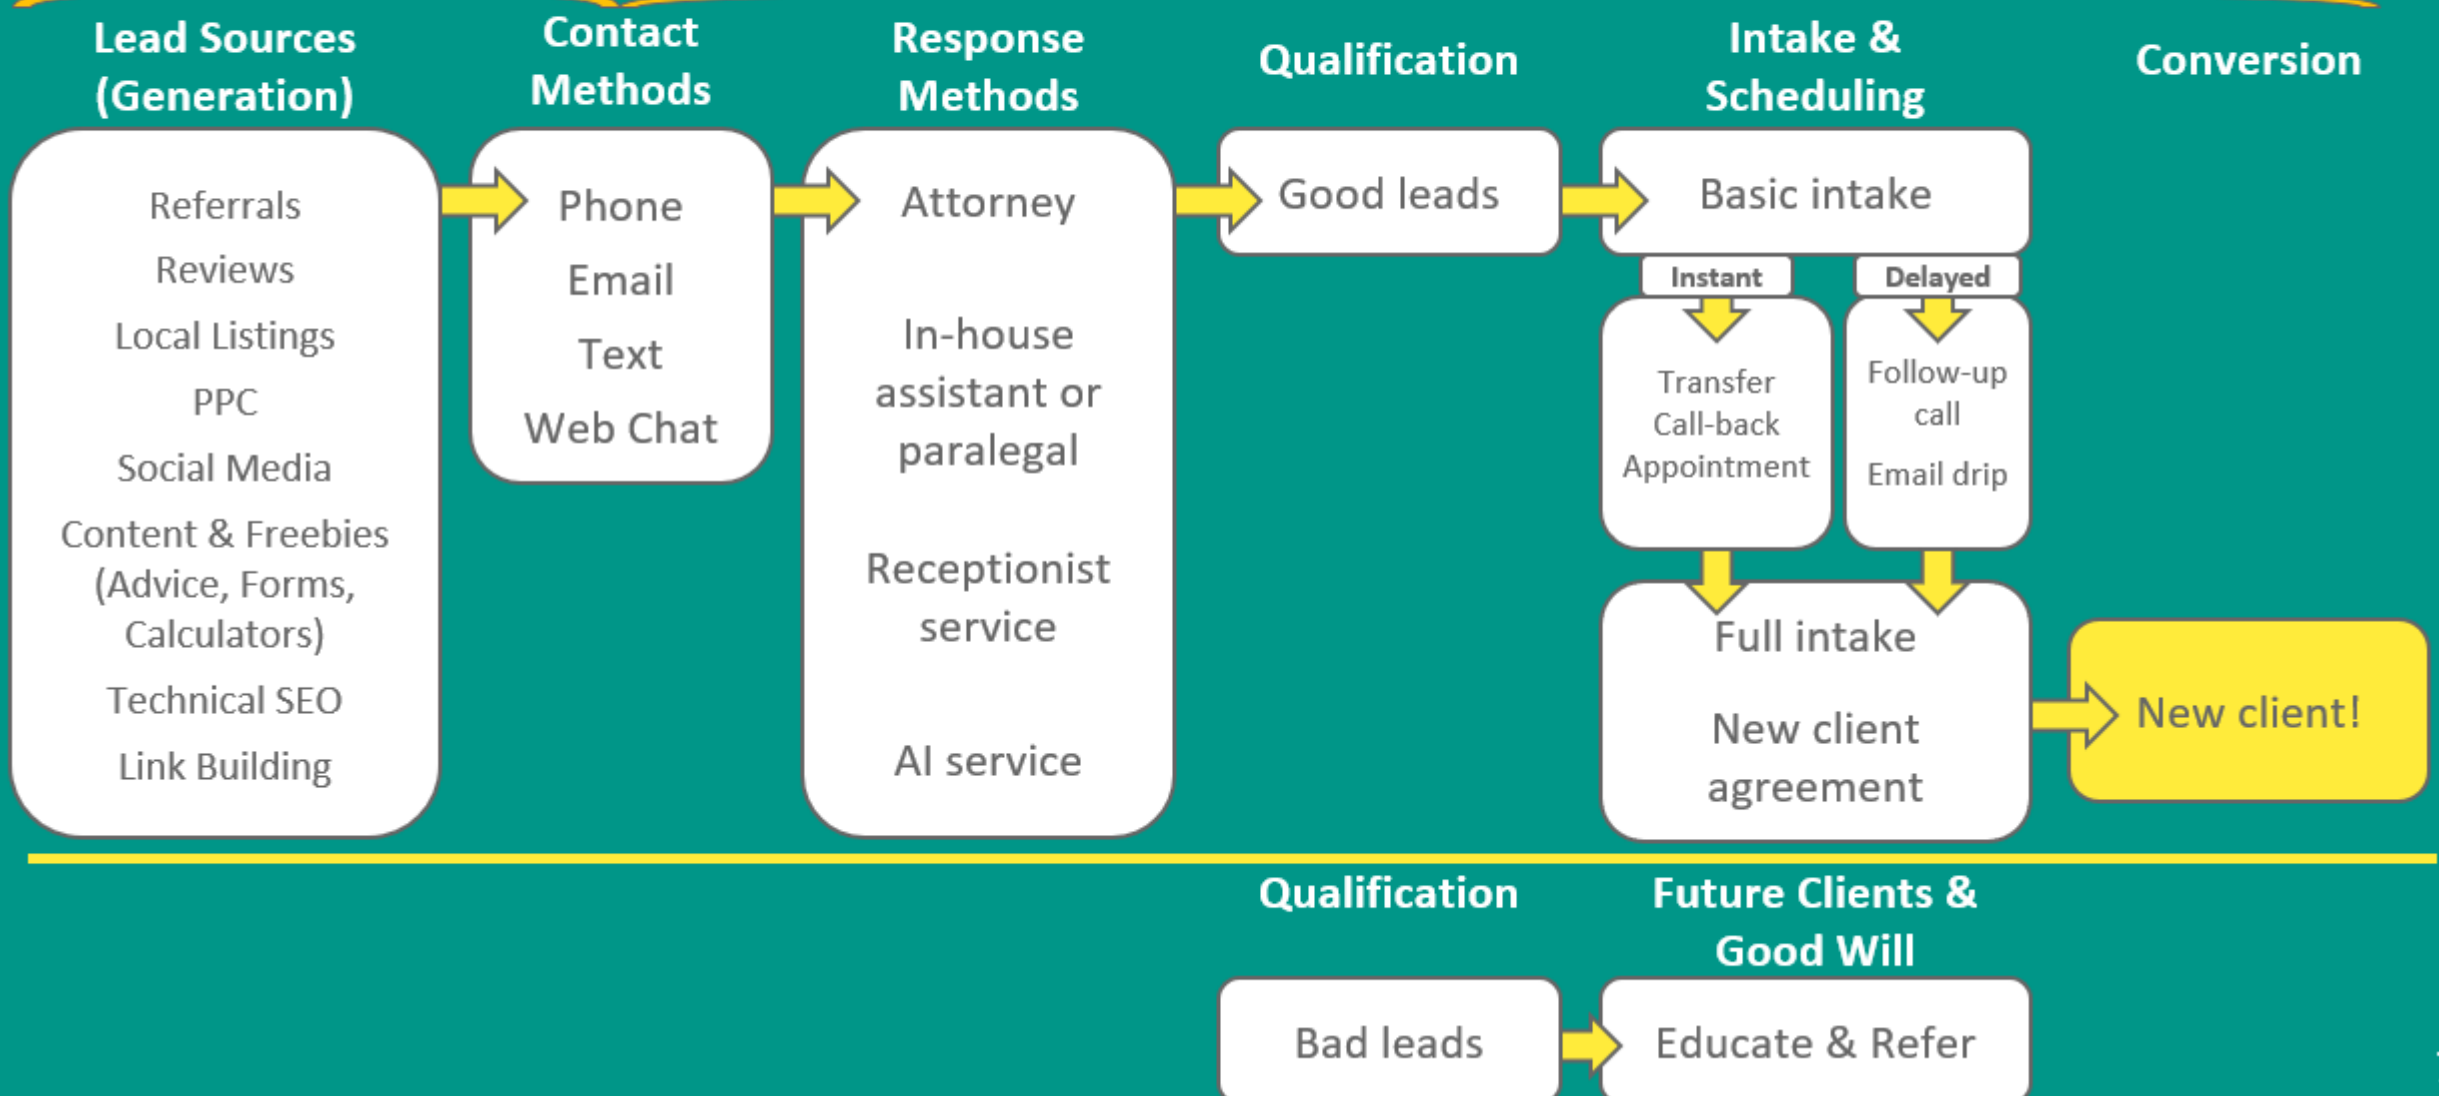 Lead Sources
(Generation)
Referrals
Reviews
Local Listings
PPC
Social Media
Content & Freebies
(Advice, Forms,
Calculators)
Technical SEO
Link Building
Contact
Methods
Phone
Email
Text
Web Chat
Response
Methods
Attorney
In-house
assistant or
paralegal
Receptionist
service
AI service
Qualification
Good leads
Intake &
Scheduling
Basic intake
Instant
Transfer
Call-back
Appointment
Delayed
Follow-up
call
Email drip
Full intake
New client
agreement
Conversion
New client!
Qualification
Bad leads
Future Clients &
Good Will
Educate & Refer